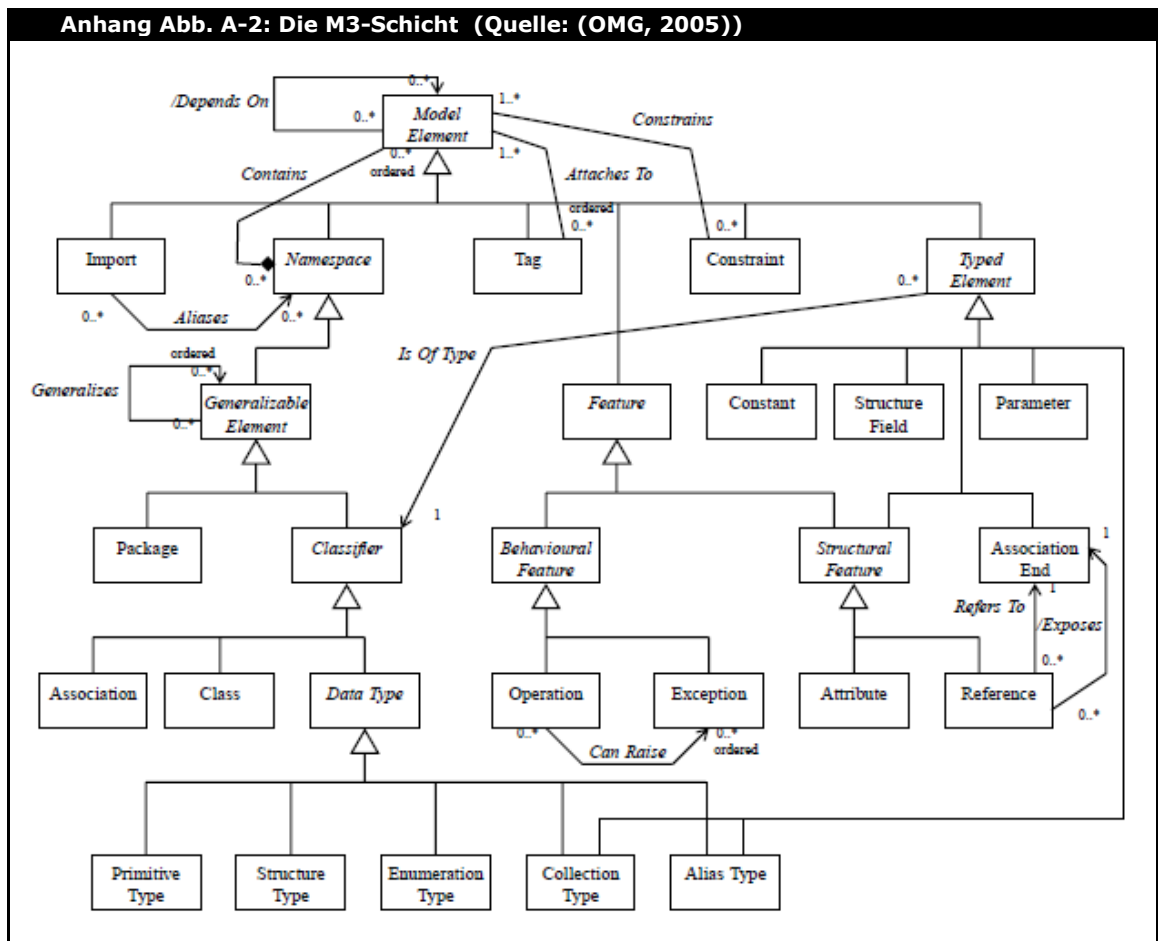 Anhang Abb. A-2: Die M3-Schicht (Quelle: (OMG, 2005))
0..*
/Depends On
0..*
Model
Element
1..*
Constrains
0..*
ordered
1..*
Contains
Attaches To
ordered
0..*
0..*
Import
Namespace
0..*
Tag
Constraint
Typed
Element
0..*
0..*
Aliases
0..*
Is Of Type
ordered
0..*
Generalizes
0..*
Generalizable
Element
Feature
Constant
Structure
Field
Parameter
1
Package
Classifier
Behavioural
Feature
Structural
Feature
Association
End
1
1
Refers To
/Exposes
0..*
Association
Class
Data Type
Operation
Exception
Attribute
Reference
0..*
0..*
Can Raise
0..*
ordered
Primitive
Type
Structure
Type
Enumeration
Type
Collection
Type
Alias Type